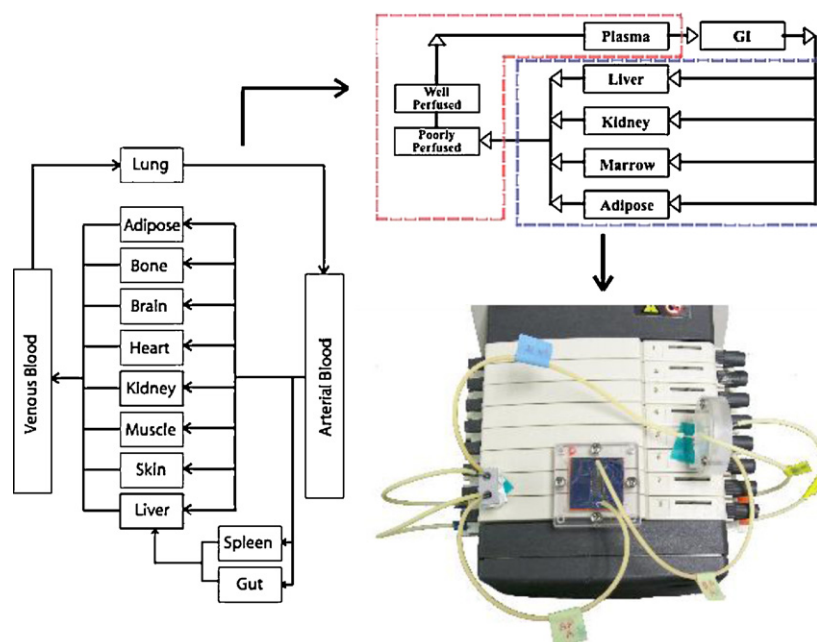 Plasma
GI
Liver
Well
Perfused
Kidney
Poorly
Perfused
Marrow
Adipose
Lung
Adipose
Bone
Brain
Heart
Kidney
Muscle
Skin
Liver
Spleen
Gut
Venous Blood
Arterial Blood